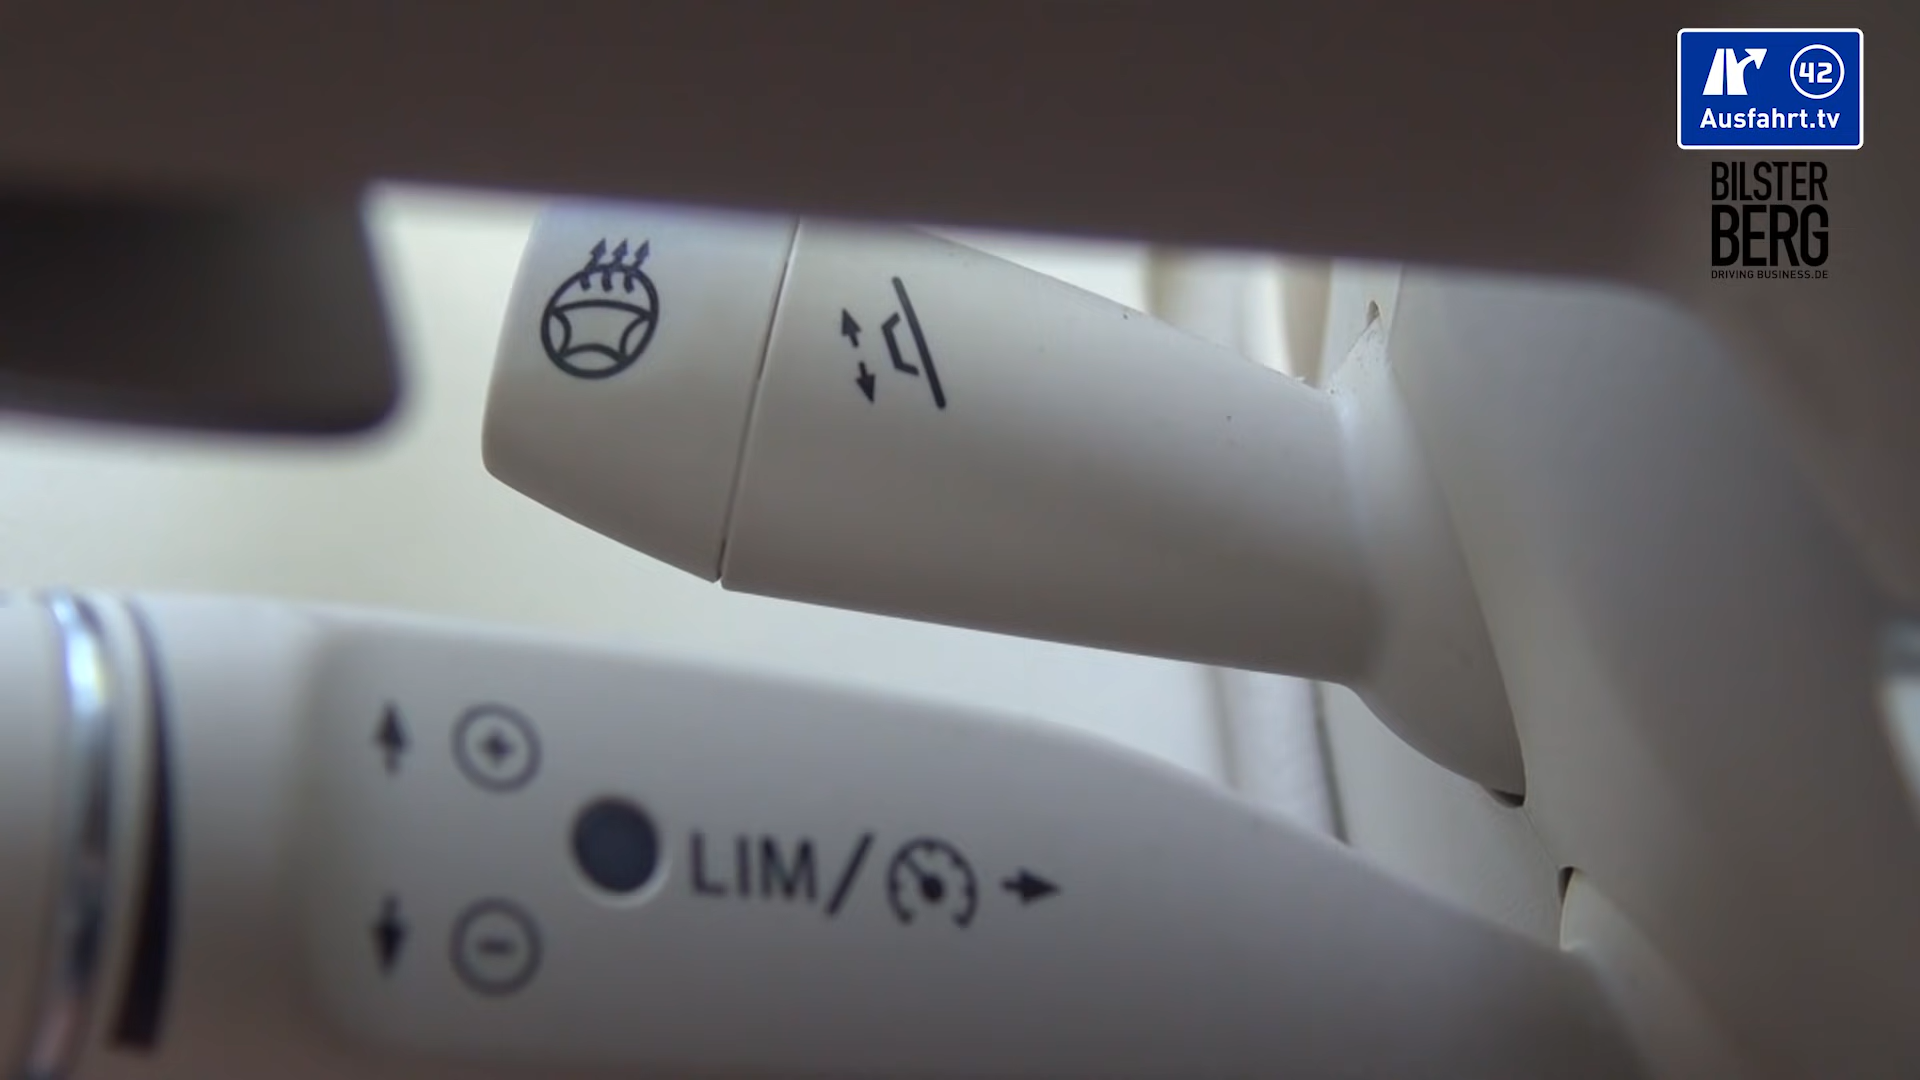 42
Ausfahrt.tv
BILSTER
BERG
DRIVING BUSINESS.DE
LIM/